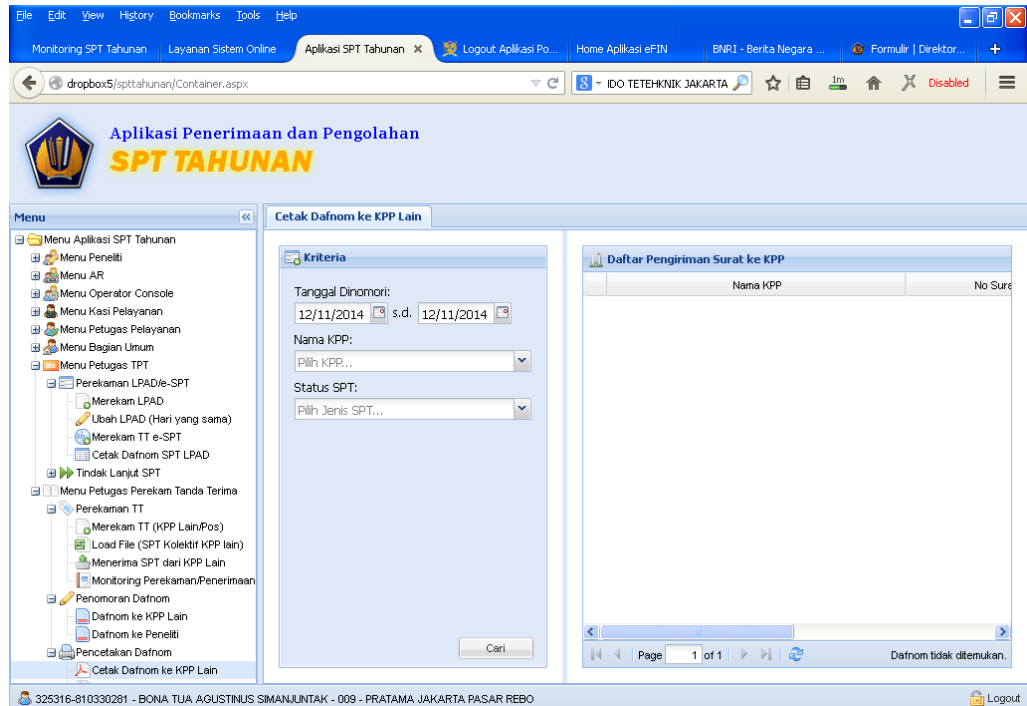 File Edit View History Bookmarks Tools Help
Monitoring SPT Tahunan Layanan Sistem Online Aplikasi SPT Tahunan Logout Aplikasi Po... Home Aplikasi eFIN BNRI - Berita Negara ... Formulir | Direktor...
dropbox5/spttahunan/Container.aspx IDO TETEHKNIK JAKARTA 1m Disabled
Aplikasi Penerimaan dan Pengolahan
SPT TAHUNAN
Menu
Cetak Dafnom ke KPP Lain
Menu Aplikasi SPT Tahunan
Menu Peneliti
Menu AR
Menu Operator Console
Menu Kasi Pelayanan
Menu Petugas Pelayanan
Menu Bagian Umum
Menu Petugas TPT
Perekaman LPAD/e-SPT
Merekam LPAD
Ubah LPAD (Hari yang sama)
Merekam TT e-SPT
Cetak Dafnom SPT LPAD
Tindak Lanjut SPT
Menu Petugas Perekam Tanda Terima
Perekaman TT
Merekam TT (KPP Lain/Pos)
Load File (SPT Kolektif KPP lain)
Menerima SPT dari KPP Lain
Monitoring Perekaman/Penerimaan
Penomoran Dafnom
Dafnom ke KPP Lain
Dafnom ke Peneliti
Pencetakan Dafnom
Cetak Dafnom ke KPP Lain
Kriteria
Tanggal Dinomori:
12/11/2014 s.d. 12/11/2014
Nama KPP:
Pilih KPP...
Status SPT:
Pilih Jenis SPT...
Cari
Daftar Pengiriman Surat ke KPP
Nama KPP No Sura
Page 1 of 1 Dafnom tidak ditemukan.
325316-810330281 - BONA TUA AGUSTINUS SIMANJUNTAK - 009 - PRATAMA JAKARTA PASAR REBO Logout